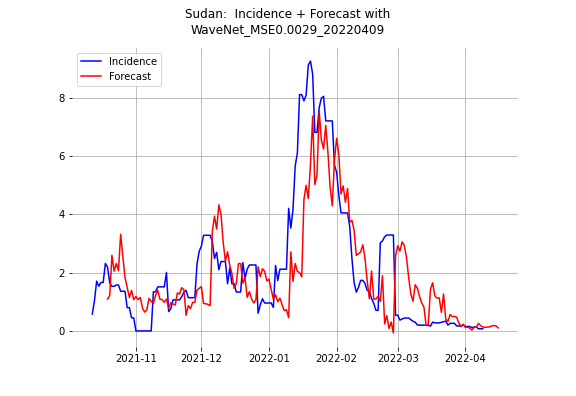 Sudan:  Incidence + Forecast with
WaveNet_MSE0.0029_20220409
Incidence
Forecast
8
6
4
2
0
2021-11
2021-12
2022-01
2022-02
2022-03
2022-04